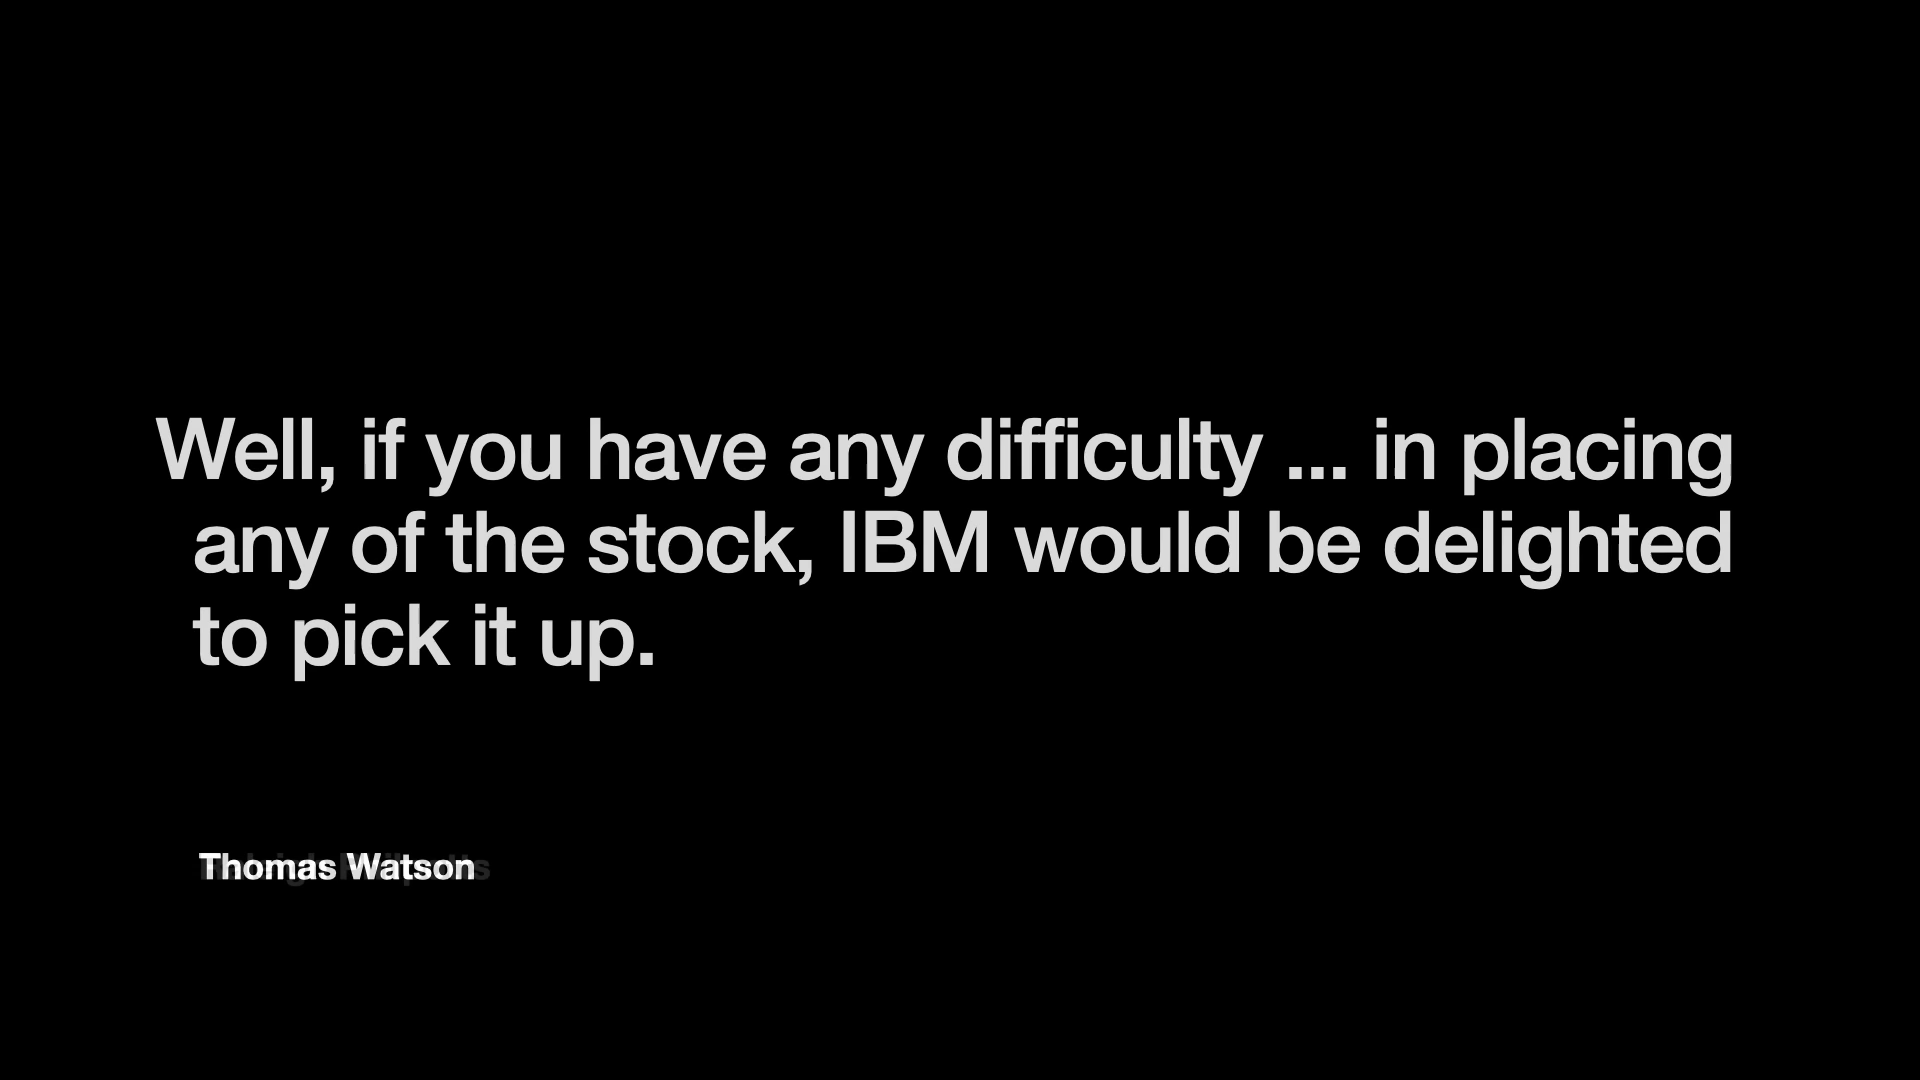 Well, if you have any difficulty ... in placing
any of the stock, IBM would be delighted
to pick it up.
Thomas Watson